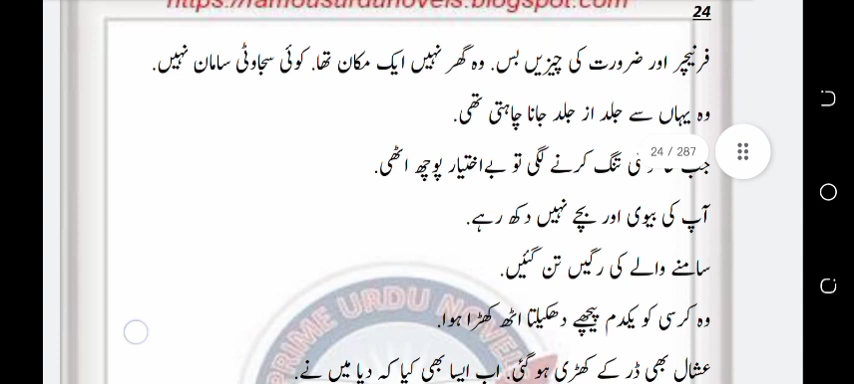 https://famousurdunovels.blogspot.com
24
فرنیچر اور ضرورت کی چیزیں بس. وہ گھر نہیں ایک مکان تھا. کوئی سجاوٹی سامان نہیں.
وہ یہاں سے جلد از جلد جانا چاہتی تھی.
24 / 287
جب تنگ کرنے لگی تو بے اختیار پوچھ اٹھی.
آپ کی بیوی اور بچے نہیں دکھ رہے.
سامنے والے کی رگیں تن گئیں.
وہ کرسی کو یکدم پیچھے دھکیلتا اٹھ کھڑا ہوا.
PRIME URDU NOVELS
عشال بھی ڈر کے کھڑی ہو گئی. اب ایسا بھی کیا کہ دیا میں نے.